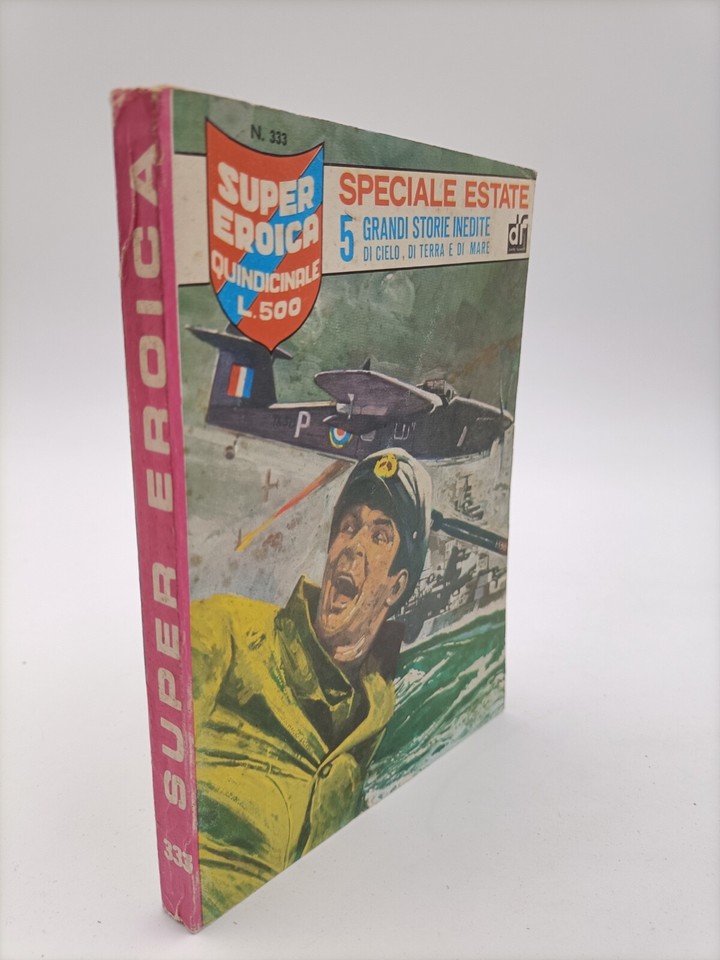 N. 333
SUPER
EROICA
QUINDICINALE
L. 500
SPECIALE ESTATE
5 GRANDI STORIE INEDITE
DI CIELO, DI TERRA E DI MARE
df
P
SUPER EROICA
333